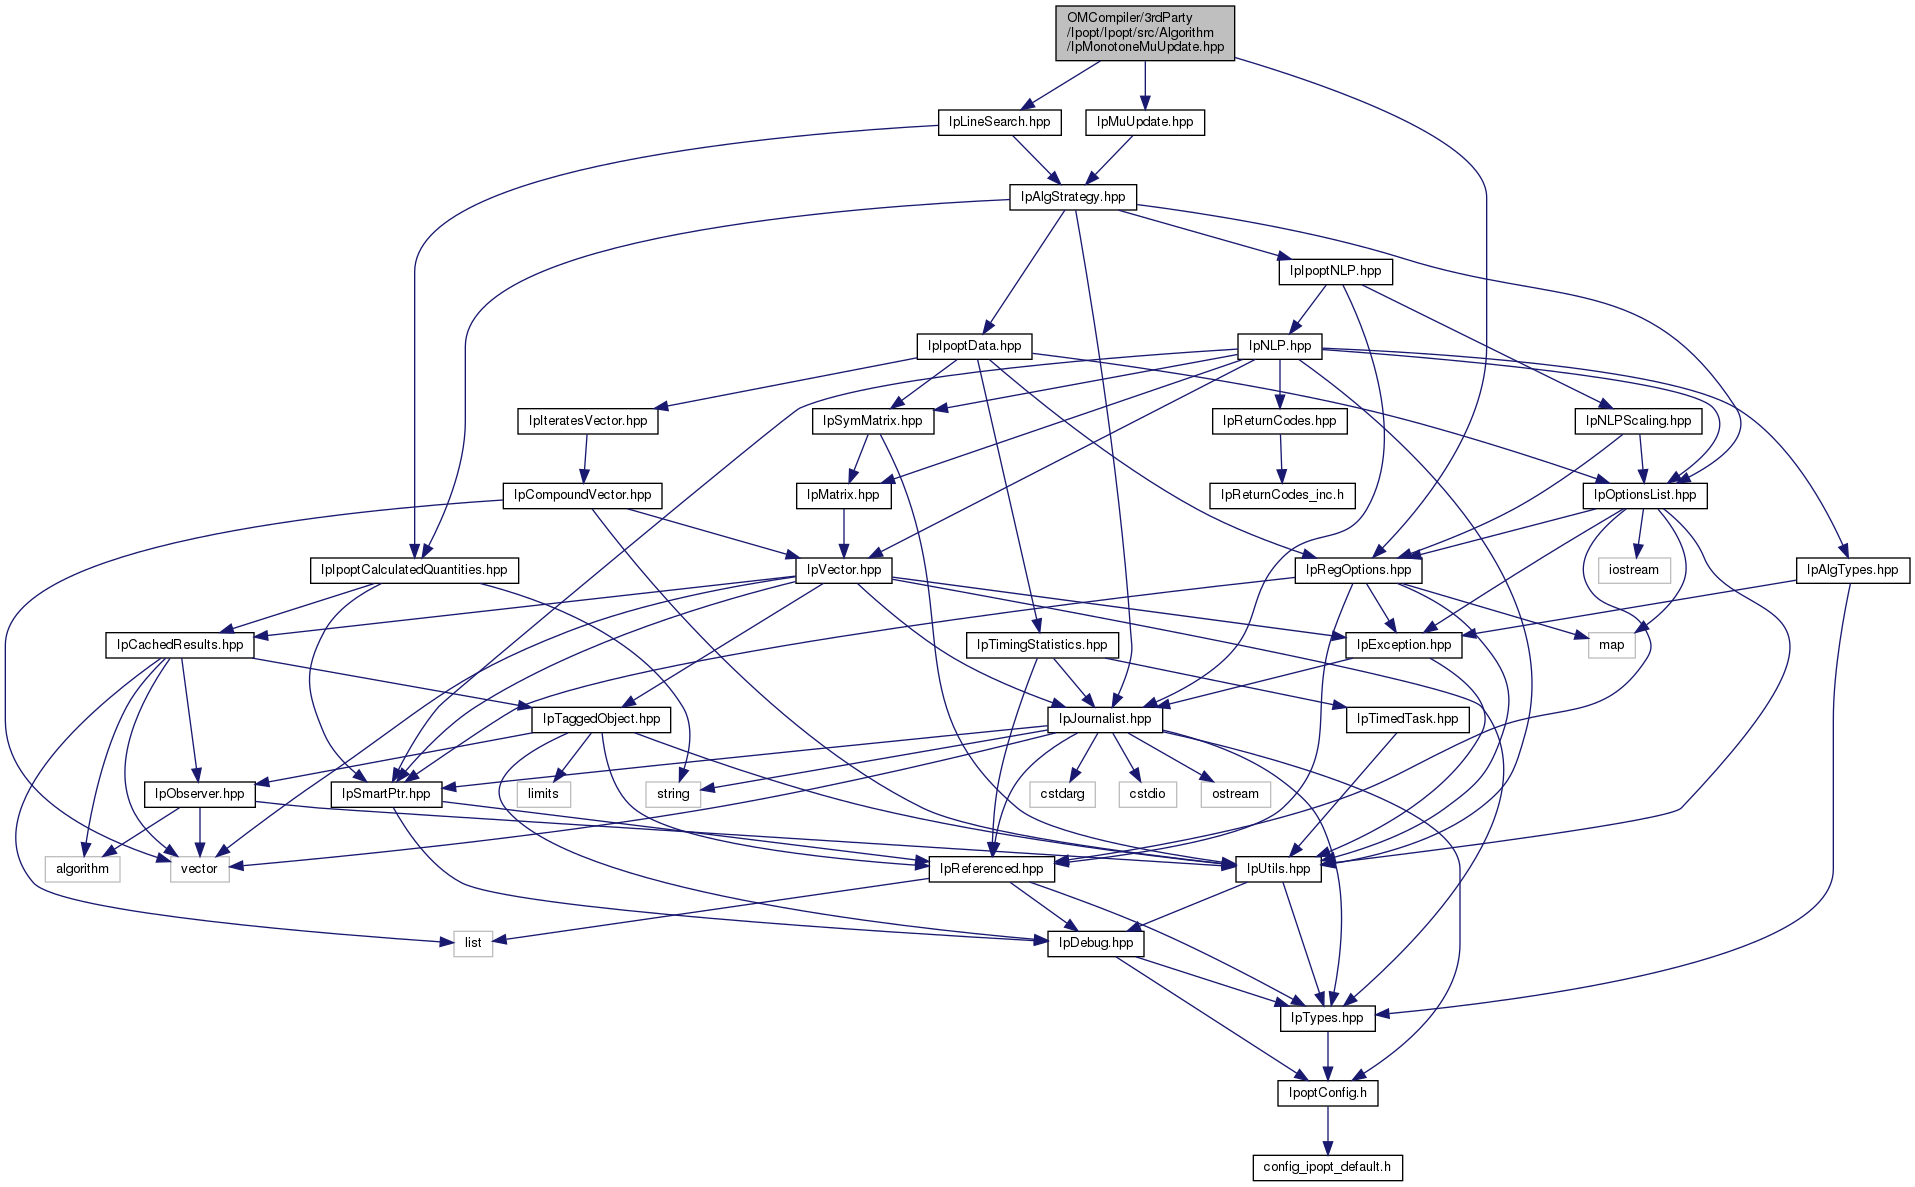 OMCompiler/3rdParty
/Ipopt/Ipopt/src/Algorithm
/IpMonotoneMuUpdate.hpp
IpLineSearch.hpp
IpMuUpdate.hpp
IpAlgStrategy.hpp
IpIpoptNLP.hpp
IpIpoptData.hpp
IpNLP.hpp
IpIteratesVector.hpp
IpSymMatrix.hpp
IpReturnCodes.hpp
IpNLPScaling.hpp
IpCompoundVector.hpp
IpMatrix.hpp
IpReturnCodes_inc.h
IpOptionsList.hpp
IpIpoptCalculatedQuantities.hpp
IpVector.hpp
IpRegOptions.hpp
iostream
IpAlgTypes.hpp
IpCachedResults.hpp
IpTimingStatistics.hpp
IpException.hpp
map
IpTaggedObject.hpp
IpJournalist.hpp
IpTimedTask.hpp
IpObserver.hpp
IpSmartPtr.hpp
limits
string
cstdarg
cstdio
ostream
algorithm
vector
IpReferenced.hpp
IpUtils.hpp
list
IpDebug.hpp
IpTypes.hpp
IpoptConfig.h
config_ipopt_default.h